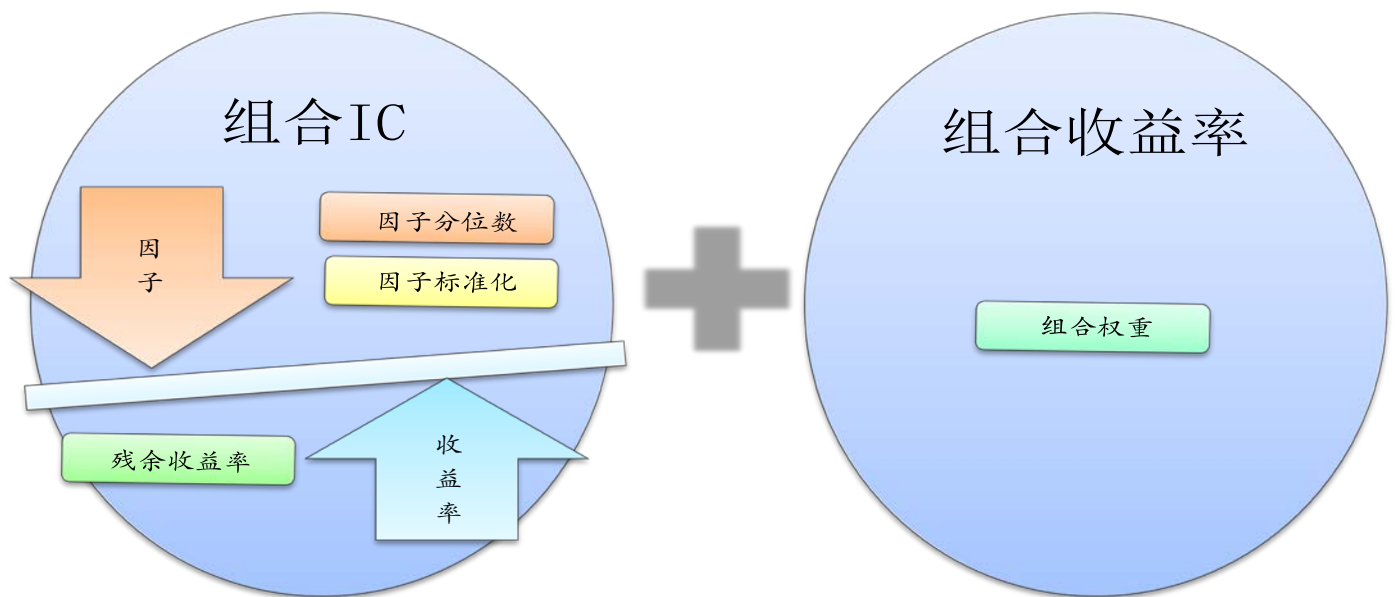 组合IC
因
子
因子分位数
因子标准化
残余收益率
收
益
率
组合收益率
组合权重